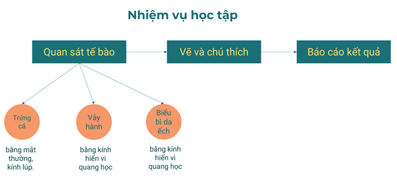 Nhiệm vụ học tập
Quan sát tế bào
Vẽ và chú thích
Báo cáo kết quả
Trứng
cá
Vảy
hành
Biểu
bì da
ếch
bằng mắt
thường,
kính lúp.
bằng kính
hiển vi
quang học
bằng kính
hiển vi
quang học